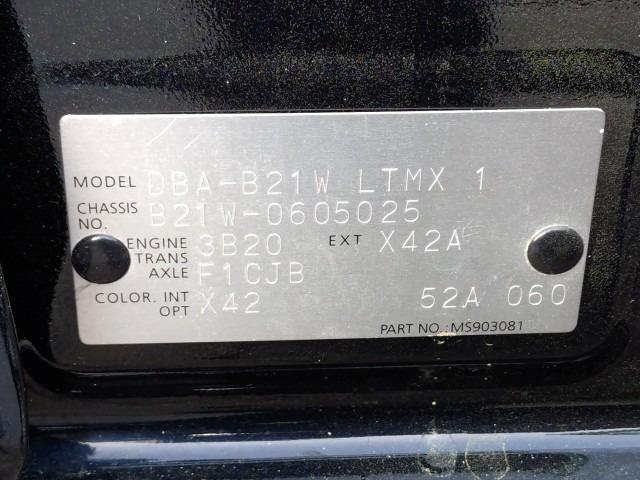 MODEL DBA-B21W LTMX 1
CHASSIS NO. B21W-0605025
ENGINE 3B20 EXT X42A
TRANS AXLE F1CJB
COLOR. INT OPT X42 52A 060
PART NO.: MS903081